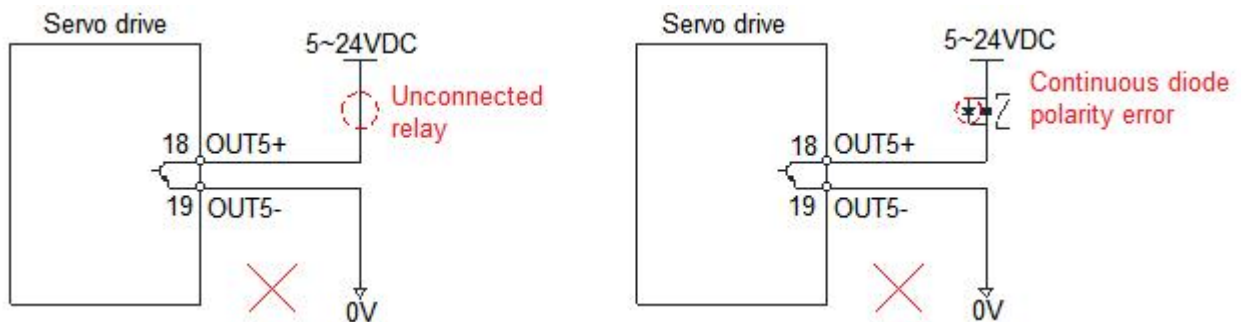 Servo drive
5~24VDC
Unconnected
relay
18 OUT5+
19 OUT5-
0V
Servo drive
5~24VDC
Continuous diode
polarity error
18 OUT5+
19 OUT5-
0V